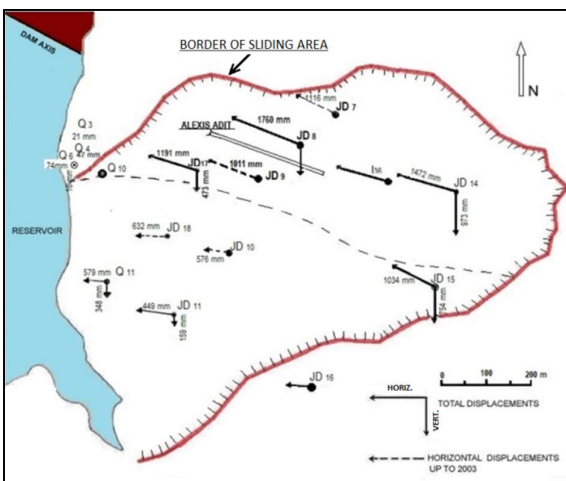 DAM AXIS
BORDER OF SLIDING AREA
N
1116 mm
JD 7
1760 mm
JD 8
ALEXIS ADIT
Q 3
21 mm
Q 4
47 mm
Q 6
74mm
Q 10
1191 mm
JD 17
473 mm
1011 mm
JD 9
1472 mm
JD 14
973 mm
RESERVOIR
632 mm
JD 18
576 mm
JD 10
579 mm
Q 11
348 mm
449 mm
JD 11
159 mm
1034 mm
JD 15
754 mm
JD 16
0 100 200 m
HORIZ.
TOTAL DISPLACEMENTS
VERT.
HORIZONTAL DISPLACEMENTS
UP TO 2003